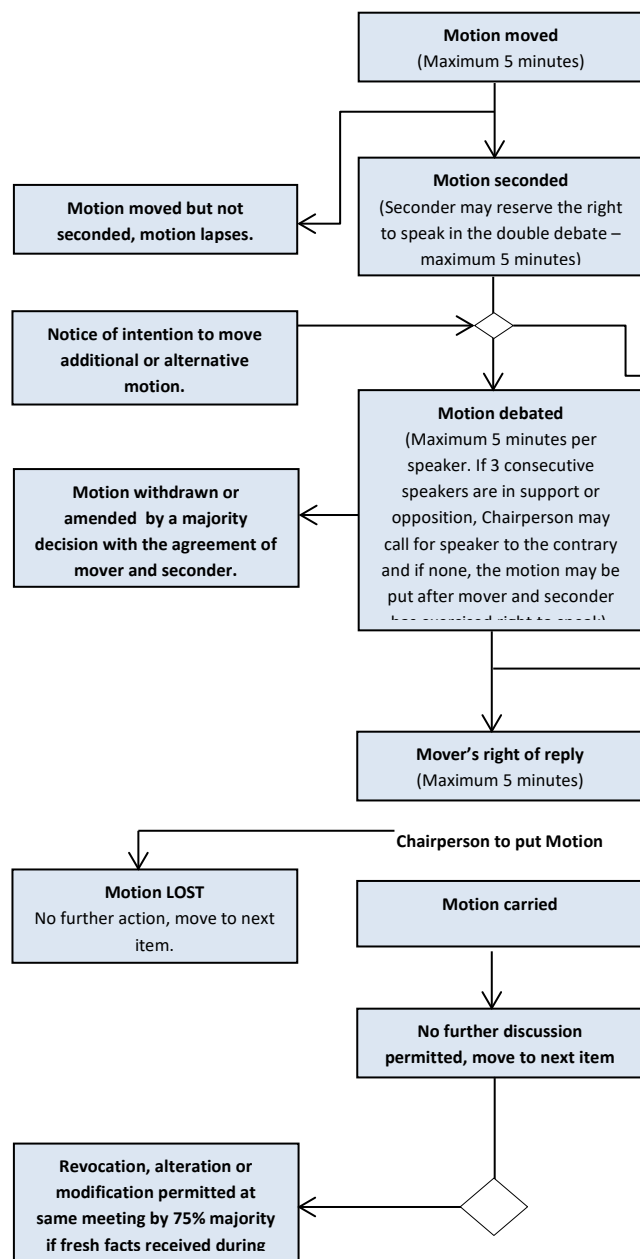 Motion moved
(Maximum 5 minutes)
Motion seconded
(Seconder may reserve the right
to speak in the double debate –
maximum 5 minutes)
Motion moved but not
seconded, motion lapses.
Notice of intention to move
additional or alternative
motion.
Motion debated
(Maximum 5 minutes per
speaker. If 3 consecutive
speakers are in support or
opposition, Chairperson may
call for speaker to the contrary
and if none, the motion may be
put after mover and seconder
has exercised right to speak)
Motion withdrawn or
amended by a majority
decision with the agreement of
mover and seconder.
Mover’s right of reply
(Maximum 5 minutes)
Chairperson to put Motion
Motion LOST
No further action, move to next
item.
Motion carried
No further discussion
permitted, move to next item
Revocation, alteration or
modification permitted at
same meeting by 75% majority
if fresh facts received during